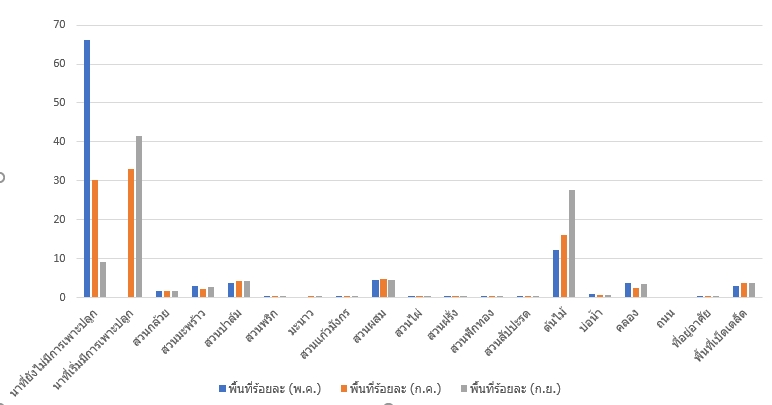 70
60
50
40
30
20
10
0
นาที่ยังไม่มีการเพาะปลูก
นาที่เริ่มมีการเพาะปลูก
สวนกล้วย
สวนมะพร้าว
สวนปาล์ม
สวนพริก
มะนาว
สวนแก้วมังกร
สวนผสม
สวนไผ่
สวนฝรั่ง
สวนฟักทอง
สวนสัปปะรด
ต้นไม้
บ่อน้ำ
คลอง
ถนน
ที่อยู่อาศัย
พื้นที่เบ็ดเตล็ด
พื้นที่ร้อยละ (พ.ค.) พื้นที่ร้อยละ (ก.ค.) พื้นที่ร้อยละ (ก.ย.)